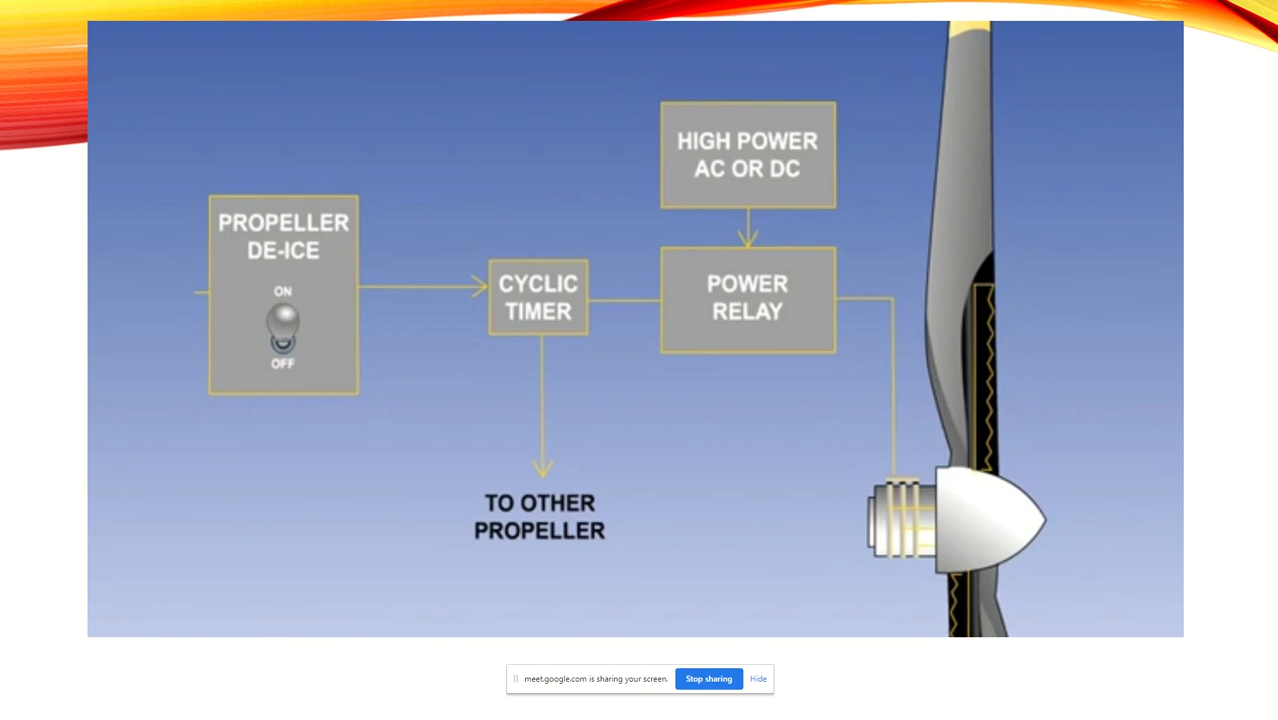 PROPELLER
DE-ICE
ON
OFF
CYCLIC
TIMER
HIGH POWER
AC OR DC
POWER
RELAY
TO OTHER
PROPELLER
meet.google.com is sharing your screen.
Stop sharing
Hide